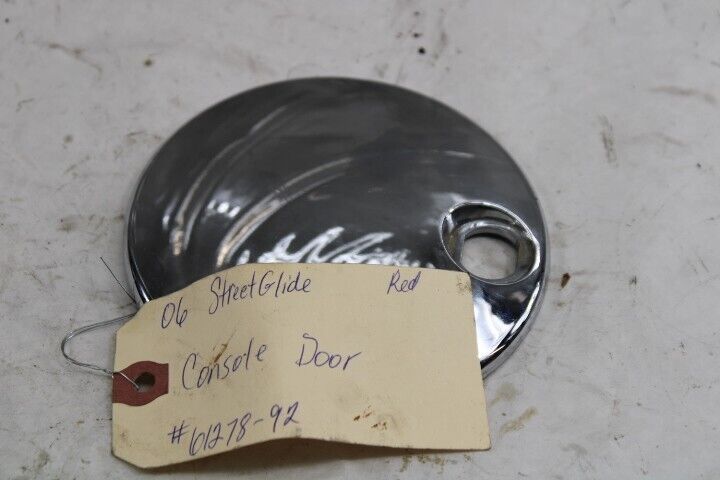 06 StreetGlide Red
Console Door
#61278-92